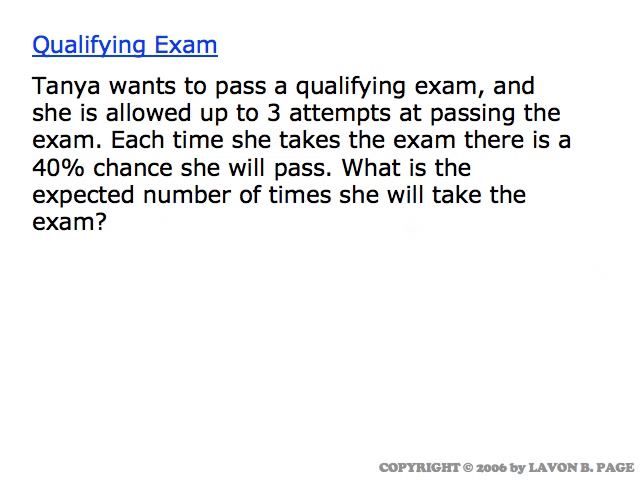 Qualifying Exam
Tanya wants to pass a qualifying exam, and
she is allowed up to 3 attempts at passing the
exam. Each time she takes the exam there is a
40% chance she will pass. What is the
expected number of times she will take the
exam?
COPYRIGHT © 2006 by LAVON B. PAGE